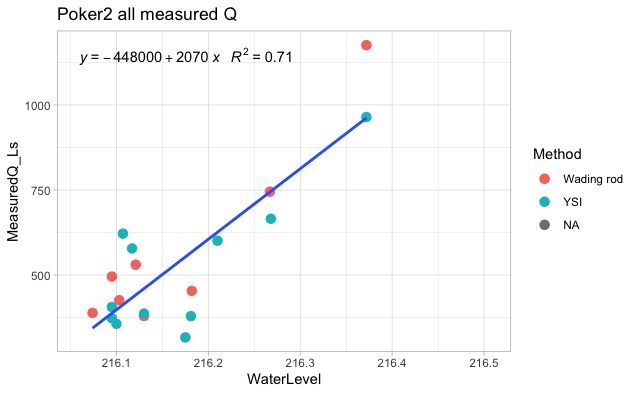 Poker2 all measured Q
y = − 448000 + 2070 x R² = 0.71
MeasuredQ_Ls
1000
750
500
216.1 216.2 216.3 216.4 216.5
WaterLevel
Method
Wading rod
YSI
NA